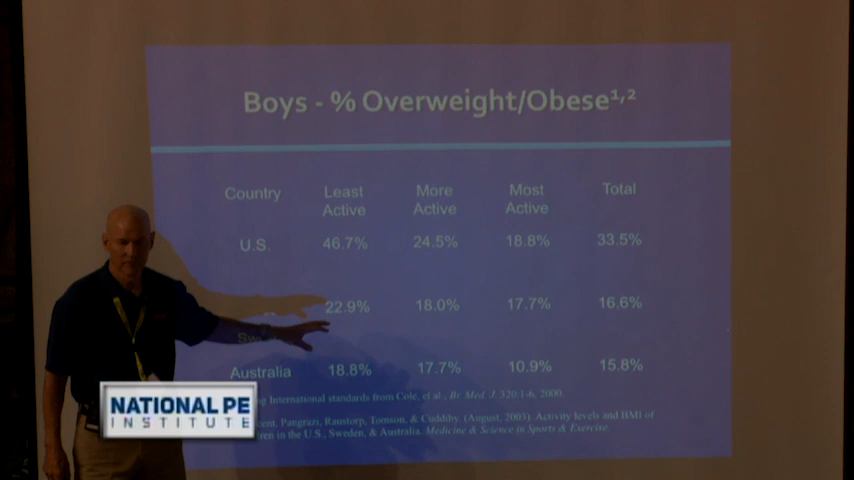 Boys - % Overweight/Obese¹,²
Country Least Active More Active Most Active Total
U.S. 46.7% 24.5% 18.8% 33.5%
22.9% 18.0% 17.7% 16.6%
Australia 18.8% 17.7% 10.9% 15.8%
International standards from Cole, et al., Br. Med. J. 320:1-6, 2000.
Pangrazi, Raustorp, Tomson, & Cuddihy. (August, 2003). Activity levels and BMI of
in the U.S., Sweden, & Australia. Medicine & Science in Sports & Exercise.
NATIONAL PE
INSTITUTE